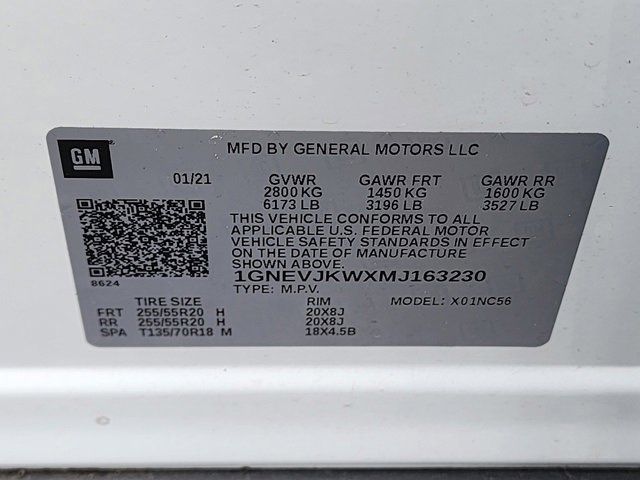 GM
MFD BY GENERAL MOTORS LLC
01/21 GVWR GAWR FRT GAWR RR
2800 KG 1450 KG 1600 KG
6173 LB 3196 LB 3527 LB
THIS VEHICLE CONFORMS TO ALL
APPLICABLE U.S. FEDERAL MOTOR
VEHICLE SAFETY STANDARDS IN EFFECT
ON THE DATE OF MANUFACTURE
SHOWN ABOVE.
1GNEVJKWXMJ163230
8624
TYPE: M.P.V. MODEL: X01NC56
TIRE SIZE RIM
FRT 255/55R20 H 20X8J
RR 255/55R20 H 20X8J
SPA T135/70R18 M 18X4.5B